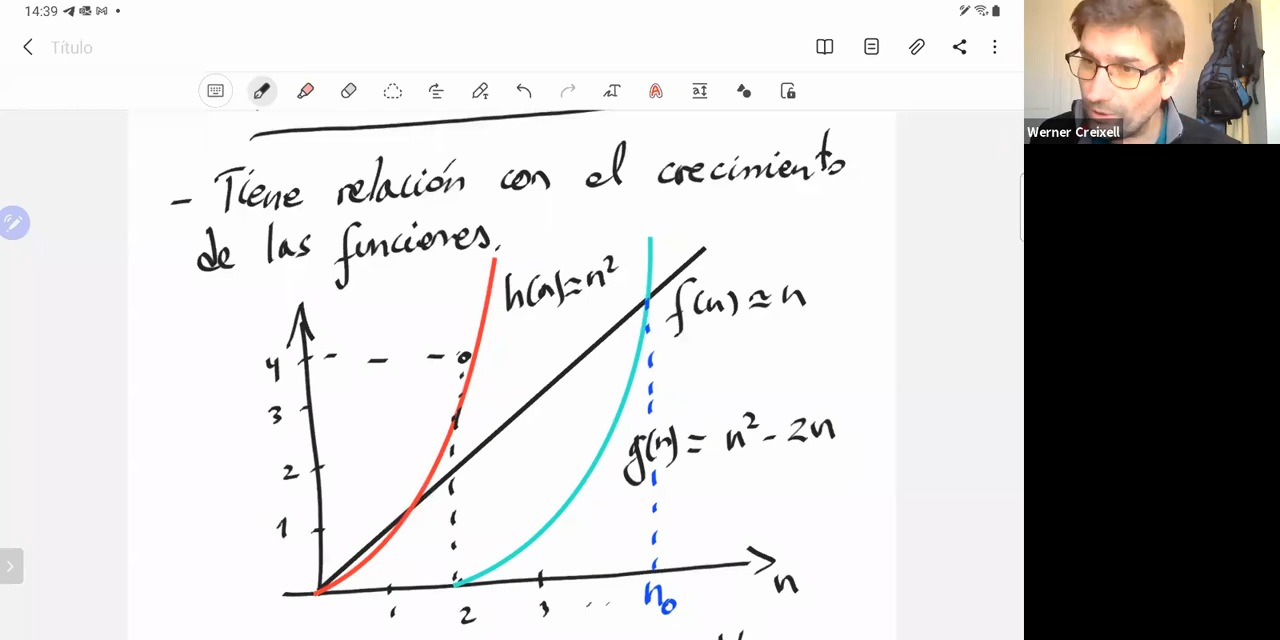 14:39
Título
Werner Creixell
- Tiene relación con el crecimiento
de las funciones.
h(n)≈n²
f(n)≈n
g(n) = n² - 2n
4
3
2
1
1 2 3 .. n₀
n